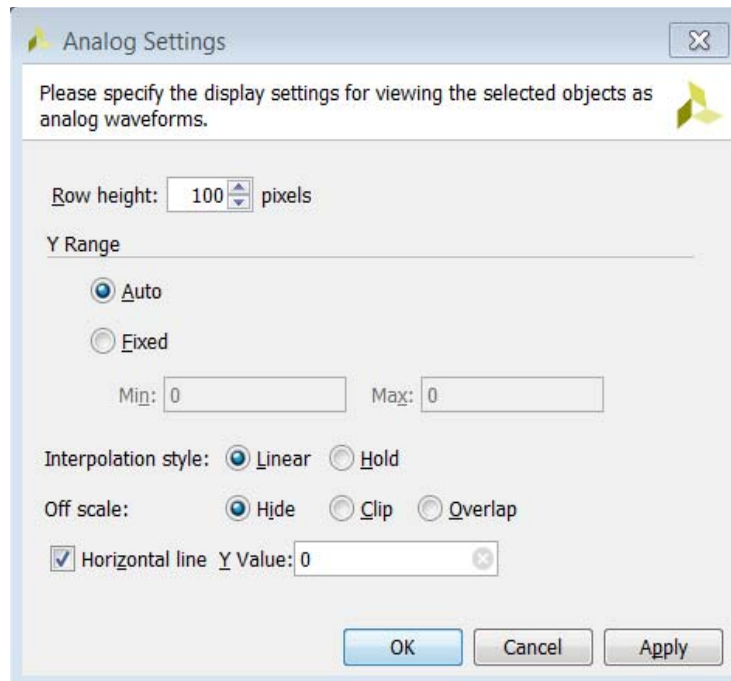 Analog Settings
Please specify the display settings for viewing the selected objects as
analog waveforms.
Row height: 100 pixels
Y Range
Auto
Fixed
Min: 0 Max: 0
Interpolation style: Linear Hold
Off scale: Hide Clip Overlap
Horizontal line Y Value: 0
OK Cancel Apply